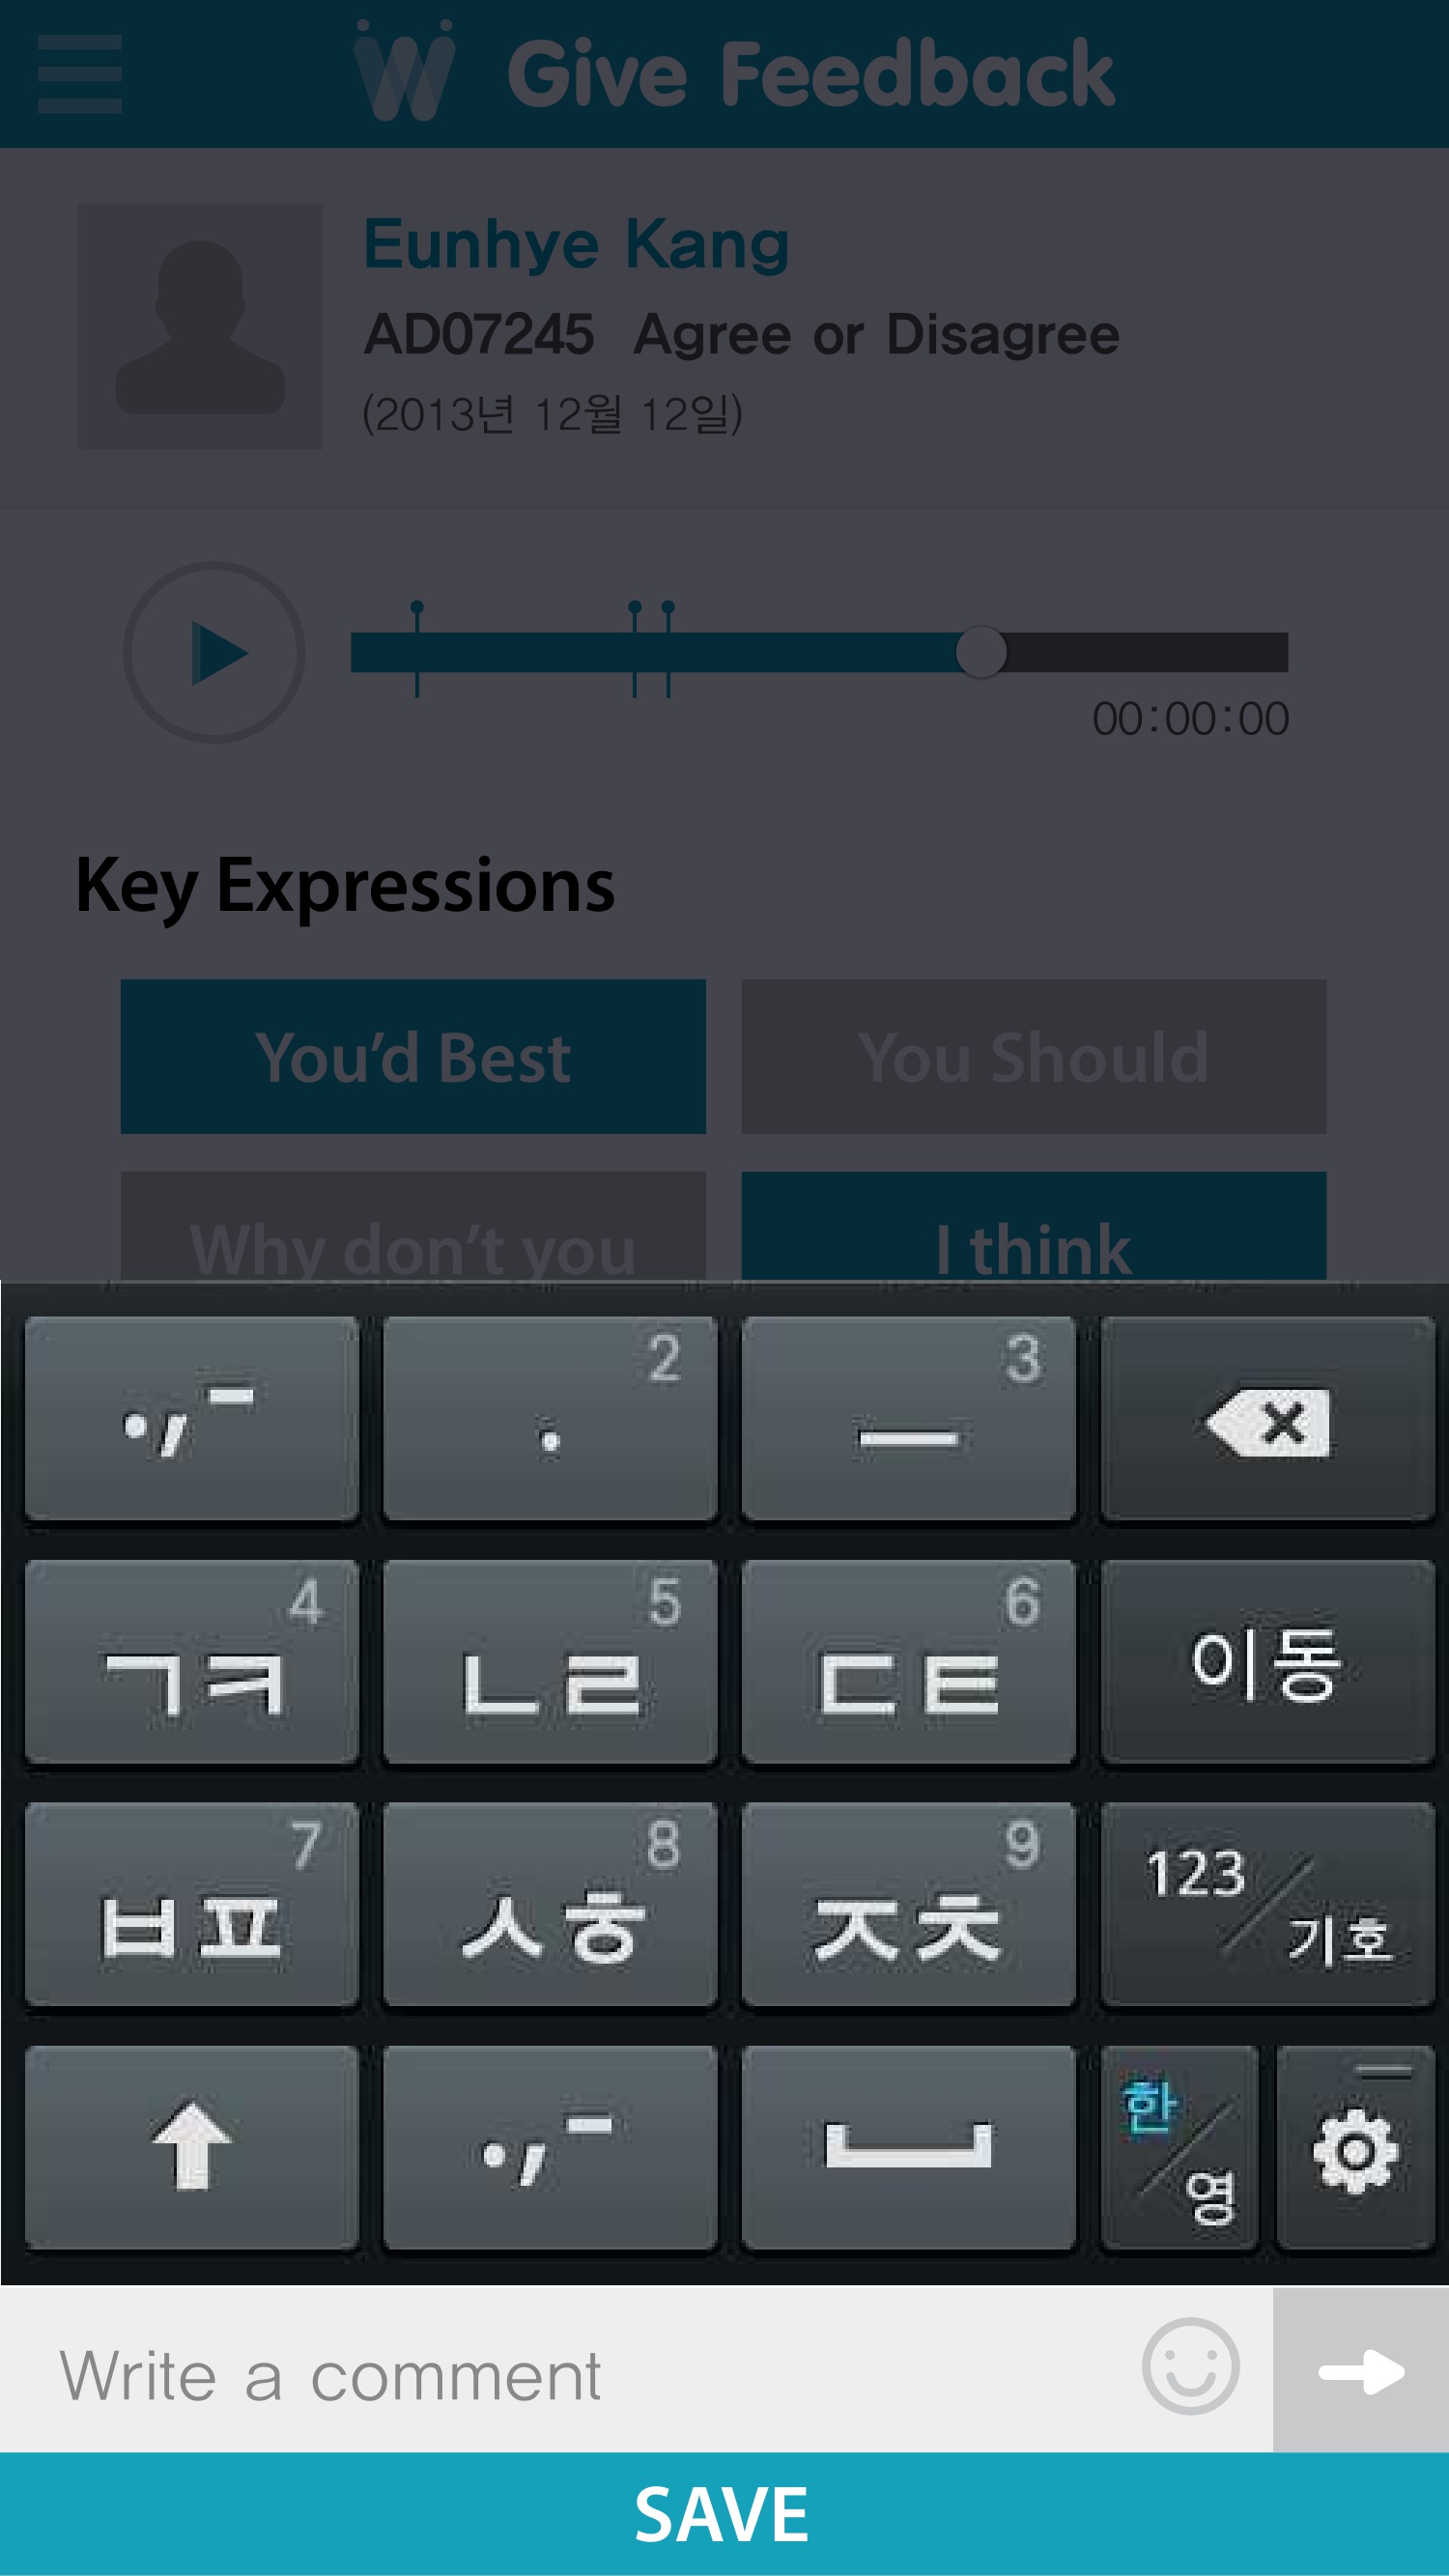 Give Feedback
Eunhye Kang
AD07245 Agree or Disagree
(2013년 12월 12일)
00:00:00
Key Expressions
You’d Best
You Should
Why don’t you
I think
.,-
2
.
3
ㅡ
4
ㄱㅋ
5
ㄴㄹ
6
ㄷㅌ
이동
7
ㅂㅍ
8
ㅅㅎ
9
ㅈㅊ
123/기호
.,-
한/영
Write a comment
SAVE